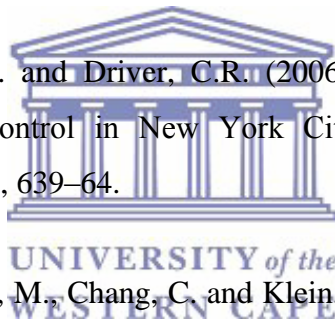 . and Driver, C.R. (2006
ontrol in New York Ci
, 639–64.
UNIVERSITY of the
, M., Chang, C. and Klein
WESTERN CAPE